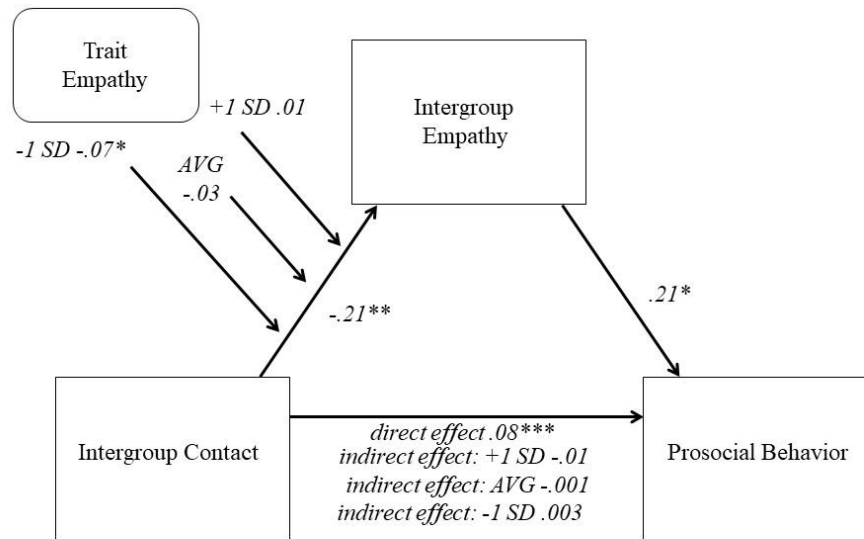 Trait
Empathy
+1 SD .01
-1 SD -.07*
AVG
-.03
Intergroup
Empathy
-.21**
.21*
Intergroup Contact
direct effect .08***
indirect effect: +1 SD -.01
indirect effect: AVG -.001
indirect effect: -1 SD .003
Prosocial Behavior